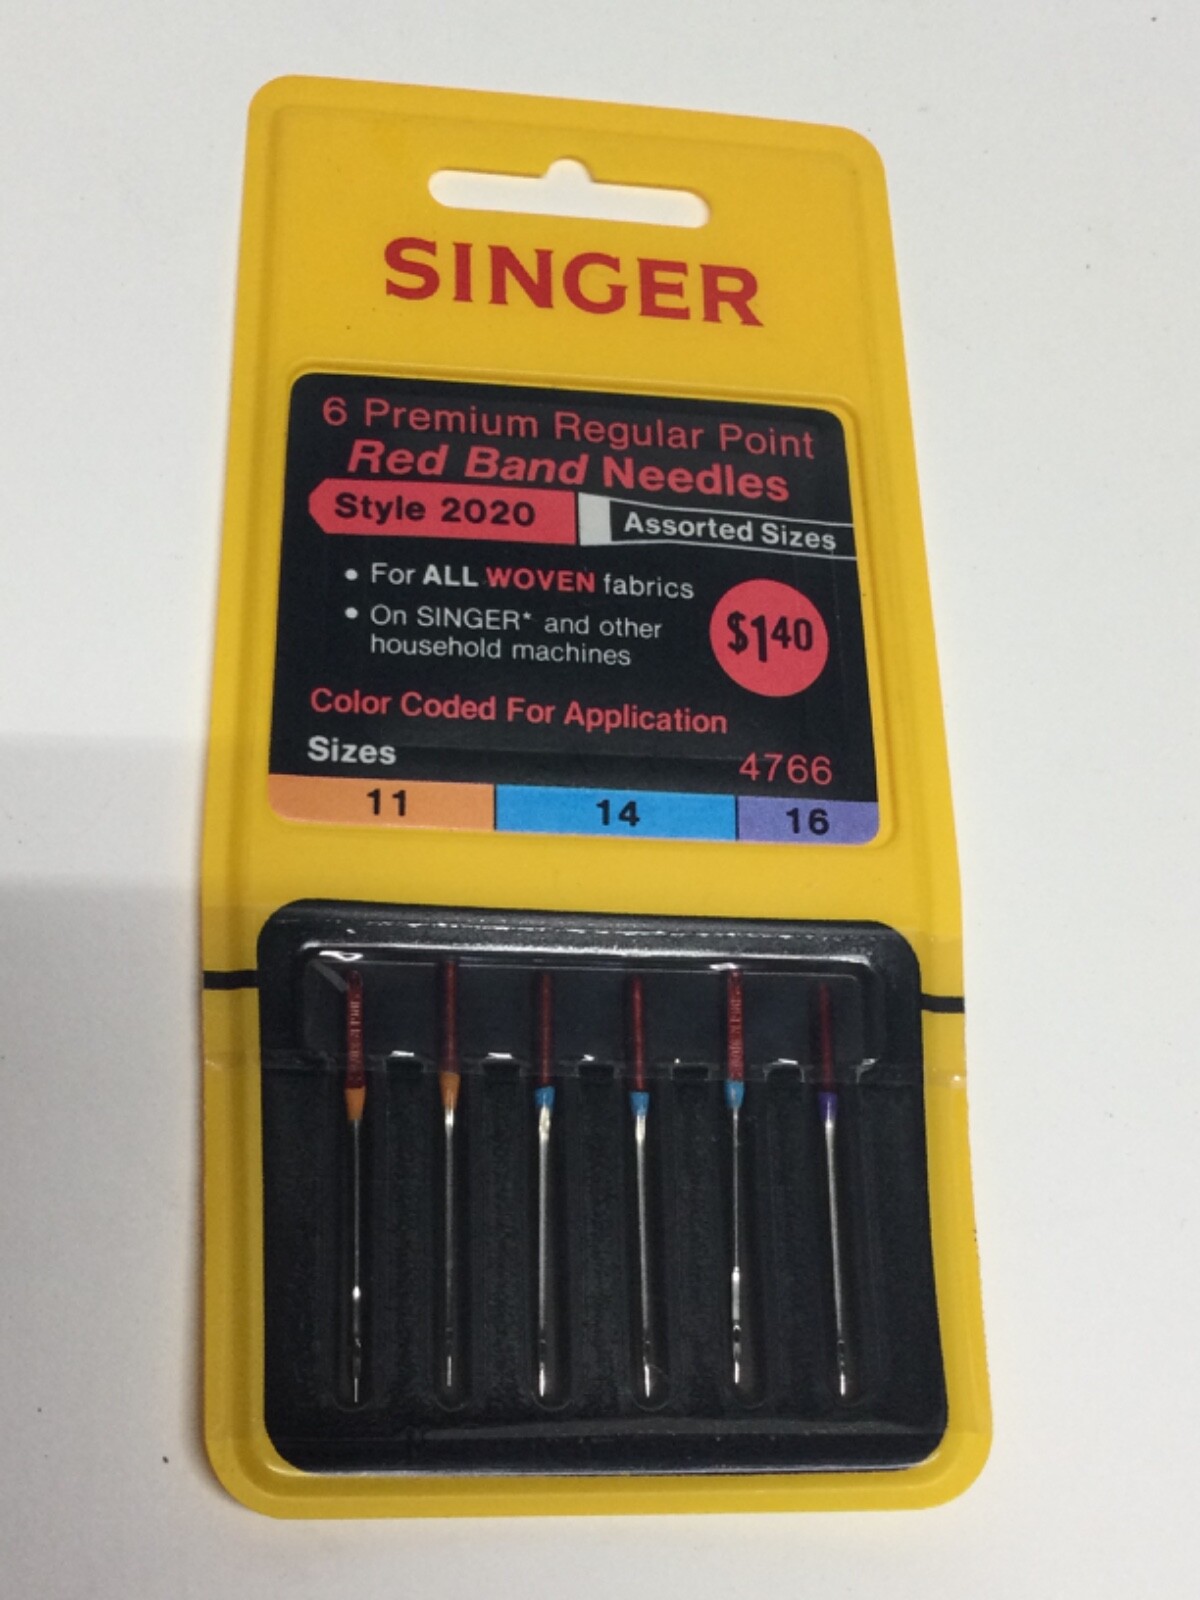 SINGER
6 Premium Regular Point
Red Band Needles
Style 2020
Assorted Sizes
• For ALL WOVEN fabrics
• On SINGER* and other
household machines
$1.40
Color Coded For Application
Sizes
4766
11 14 16